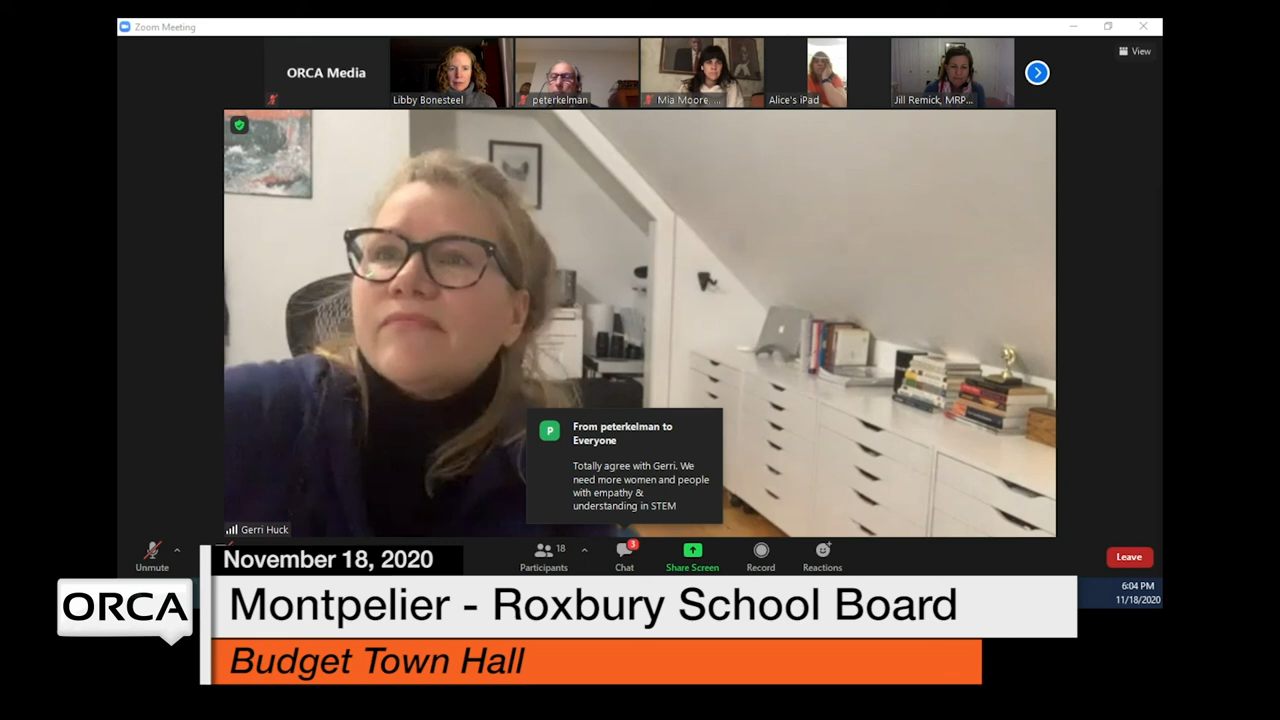 Zoom Meeting
View
ORCA Media
Libby Bonesteel
peterkelman
Mia Moore, ...
Alice's iPad
Jill Remick, MRP...
P
From peterkelman to
Everyone
Totally agree with Gerri. We
need more women and people
with empathy &
understanding in STEM
Gerri Huck
Unmute
Participants
18
Chat
3
Share Screen
Record
Reactions
Leave
6:04 PM
11/18/2020
November 18, 2020
ORCA
Montpelier - Roxbury School Board
Budget Town Hall